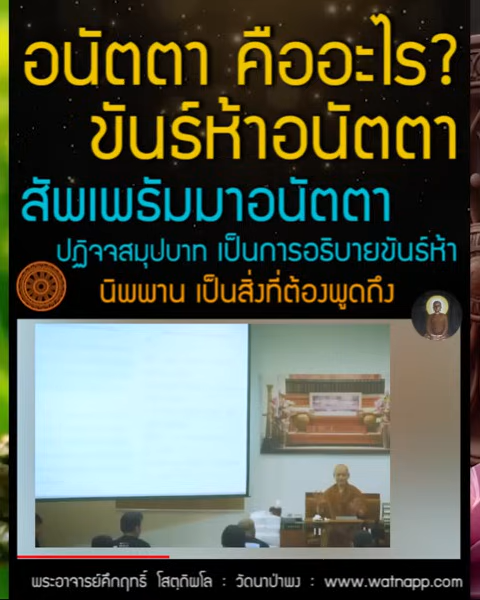 อนัตตา คืออะไร?
ขันธ์ห้าอนัตตา
สัพเพธัมมาอนัตตา
ปฏิจจสมุปบาท เป็นการอธิบายขันธ์ห้า
นิพพาน เป็นสิ่งที่ต้องพูดถึง
พระอาจารย์คึกฤทธิ์ โสตฺถิผโล : วัดนาป่าพง : www.watnapp.com